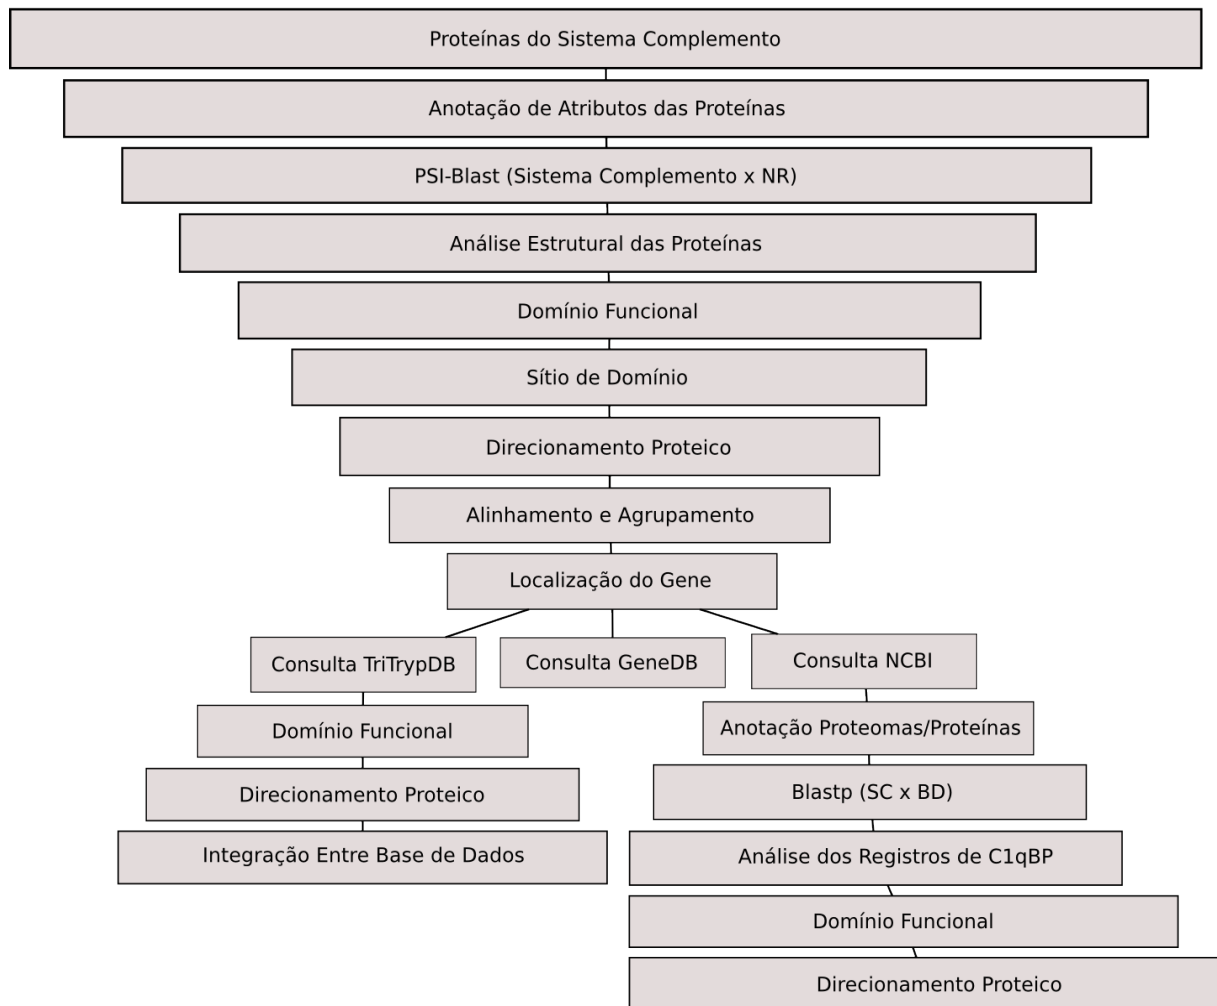 Proteínas do Sistema Complemento
Anotação de Atributos das Proteínas
PSI-Blast (Sistema Complemento x NR)
Análise Estrutural das Proteínas
Domínio Funcional
Sítio de Domínio
Direcionamento Proteico
Alinhamento e Agrupamento
Localização do Gene
Consulta TriTrypDB
Consulta GeneDB
Consulta NCBI
Domínio Funcional
Anotação Proteomas/Proteínas
Direcionamento Proteico
Blastp (SC x BD)
Integração Entre Base de Dados
Análise dos Registros de C1qBP
Domínio Funcional
Direcionamento Proteico